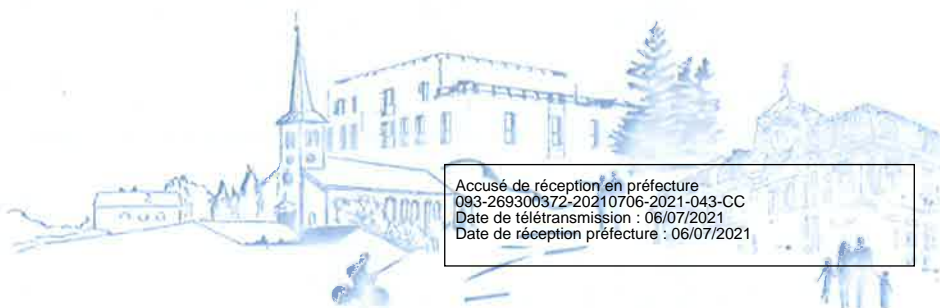 Accusé de réception en préfecture
093-269300372-20210706-2021-043-CC
Date de télétransmission : 06/07/2021
Date de réception préfecture : 06/07/2021